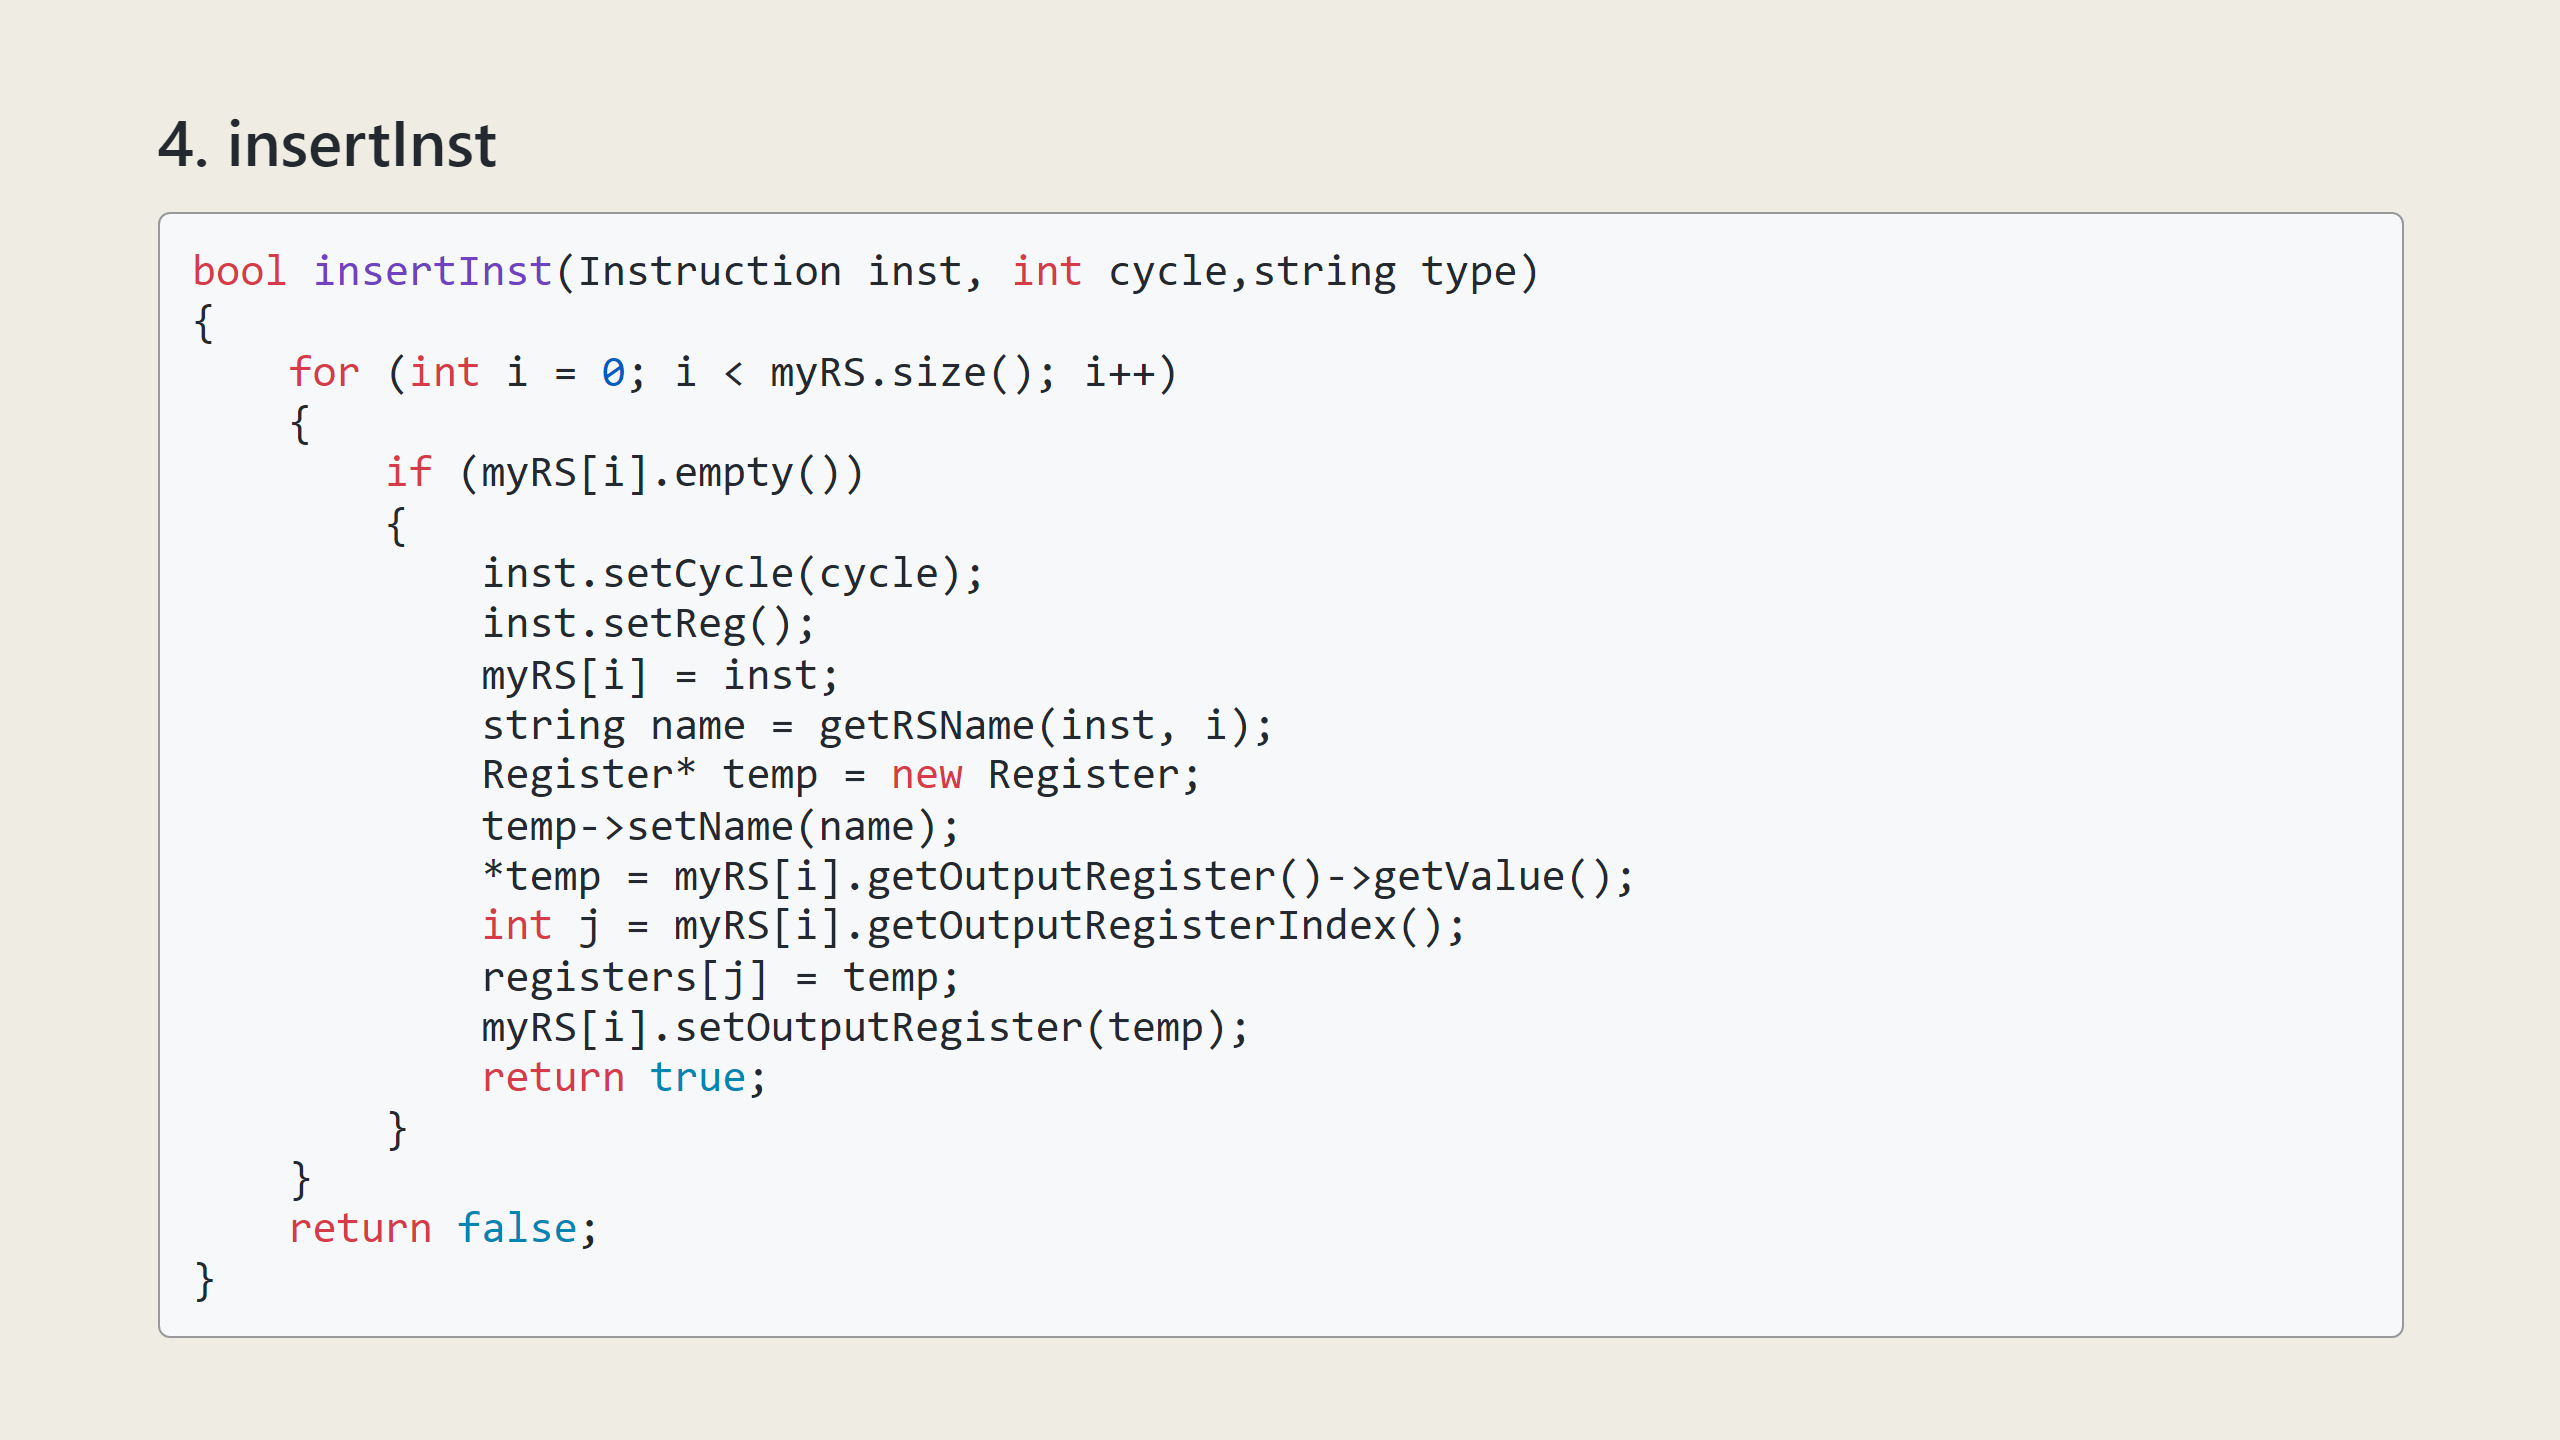 4. insertInst
bool insertInst(Instruction inst, int cycle,string type)
{
    for (int i = 0; i < myRS.size(); i++)
    {
        if (myRS[i].empty())
        {
            inst.setCycle(cycle);
            inst.setReg();
            myRS[i] = inst;
            string name = getRSName(inst, i);
            Register* temp = new Register;
            temp->setName(name);
            *temp = myRS[i].getOutputRegister()->getValue();
            int j = myRS[i].getOutputRegisterIndex();
            registers[j] = temp;
            myRS[i].setOutputRegister(temp);
            return true;
        }
    }
    return false;
}